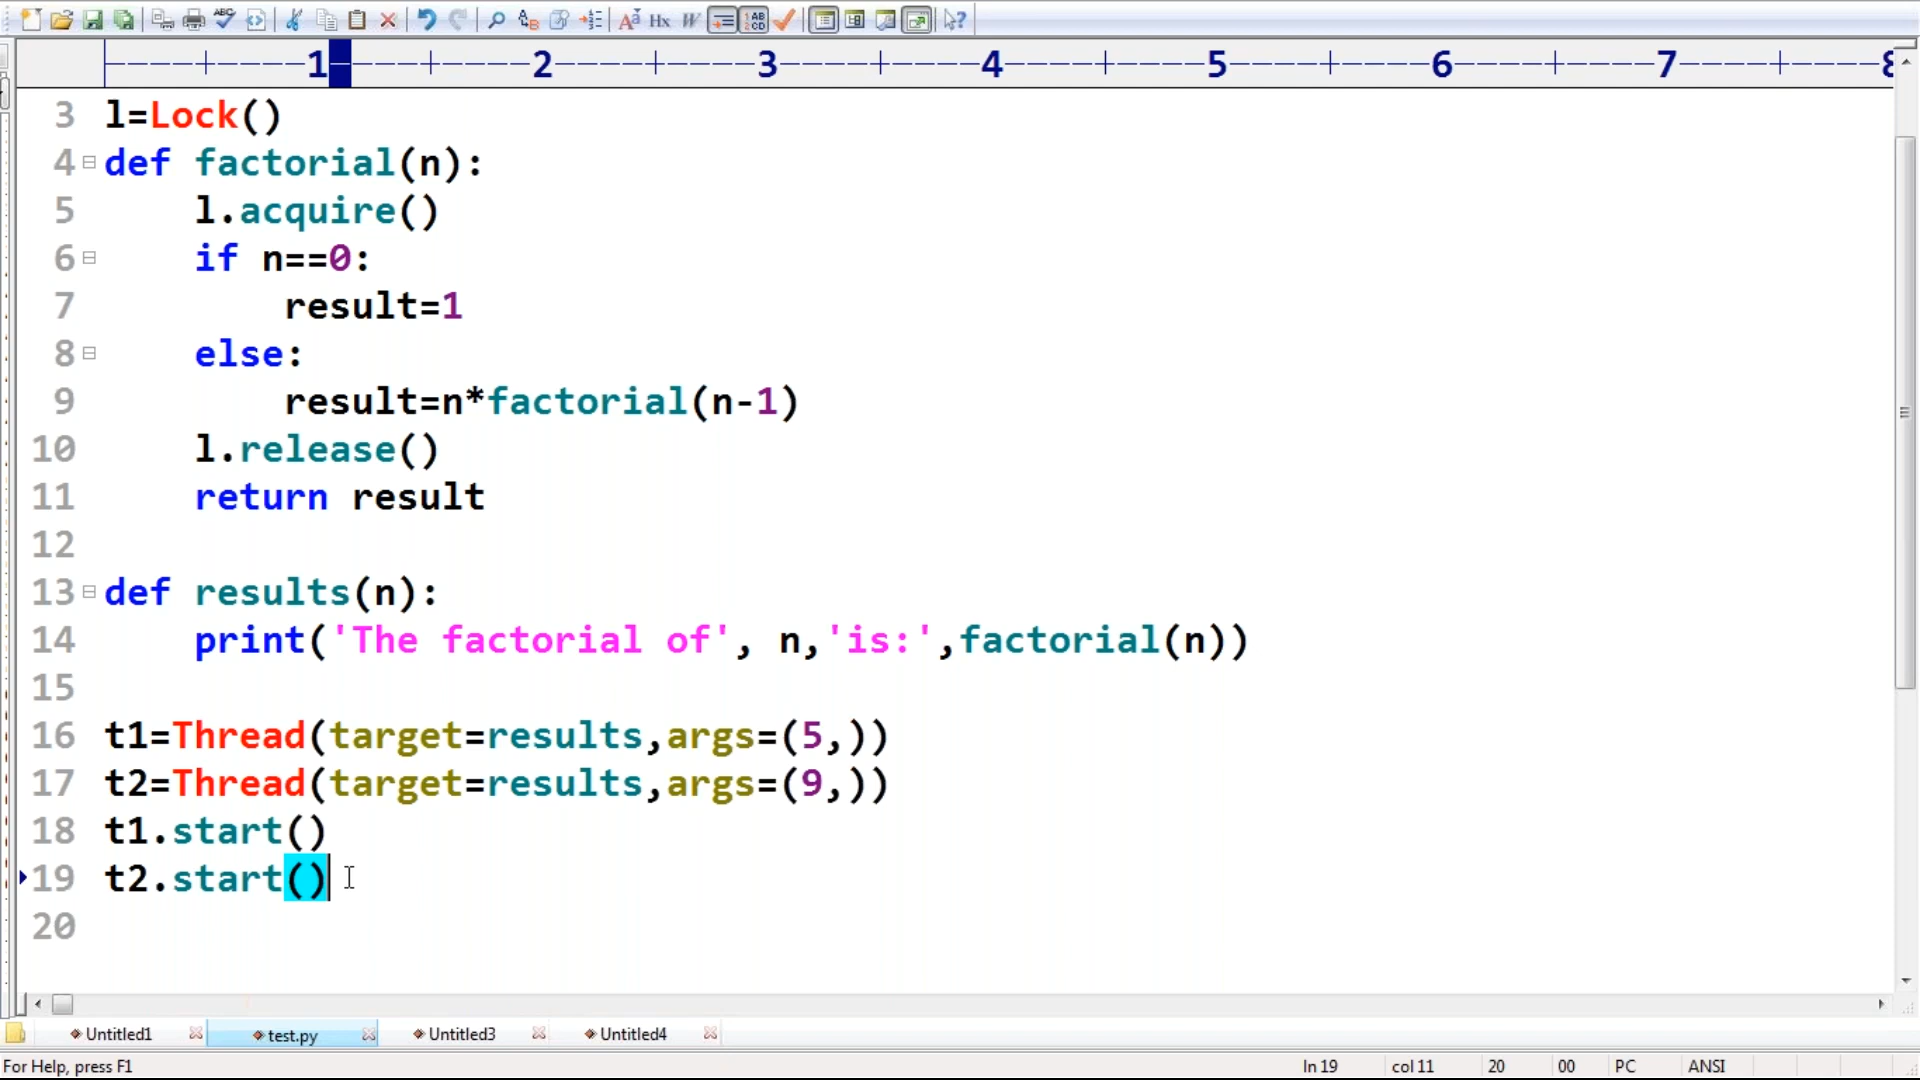 1 2 3 4 5 6 7 8
3 l=Lock()
4 def factorial(n):
5 l.acquire()
6 if n==0:
7 result=1
8 else:
9 result=n*factorial(n-1)
10 l.release()
11 return result
12
13 def results(n):
14 print('The factorial of', n,'is:',factorial(n))
15
16 t1=Thread(target=results,args=(5,))
17 t2=Thread(target=results,args=(9,))
18 t1.start()
19 t2.start()
20
Untitled1 test.py Untitled3 Untitled4
For Help, press F1 ln 19 col 11 20 00 PC ANSI